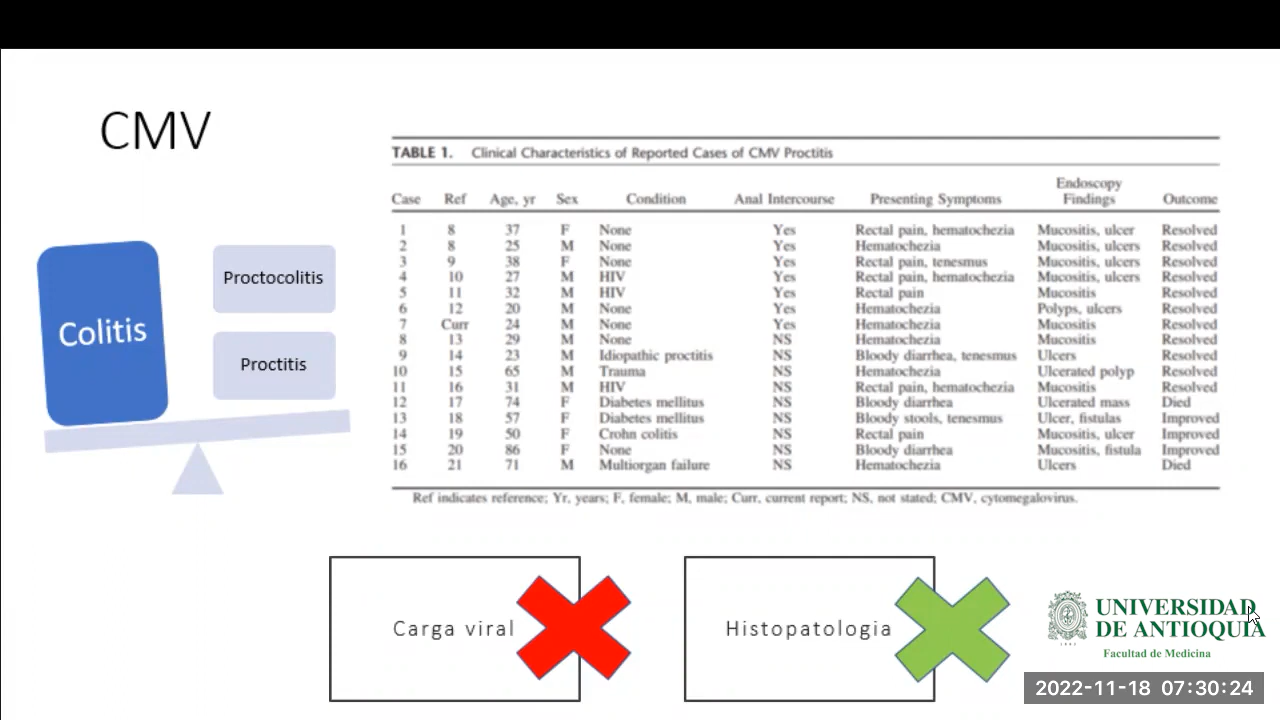 CMV
Colitis
Proctocolitis
Proctitis
TABLE 1. Clinical Characteristics of Reported Cases of CMV Proctitis
Case Ref Age, yr Sex Condition Anal Intercourse Presenting Symptoms Endoscopy Findings Outcome
1 8 37 F None Yes Rectal pain, hematochezia Mucositis, ulcer Resolved
2 8 25 M None Yes Hematochezia Mucositis, ulcers Resolved
3 9 38 F None Yes Rectal pain, tenesmus Mucositis, ulcers Resolved
4 10 27 M HIV Yes Rectal pain, hematochezia Mucositis, ulcers Resolved
5 11 32 M HIV Yes Rectal pain Mucositis Resolved
6 12 20 M None Yes Hematochezia Polyps, ulcers Resolved
7 Curr 24 M None Yes Hematochezia Mucositis Resolved
8 13 29 M None NS Hematochezia Mucositis Resolved
9 14 23 M Idiopathic proctitis NS Bloody diarrhea, tenesmus Ulcers Resolved
10 15 65 M Trauma NS Hematochezia Ulcerated polyp Resolved
11 16 31 M HIV NS Rectal pain, hematochezia Mucositis Resolved
12 17 74 F Diabetes mellitus NS Bloody diarrhea Ulcerated mass Died
13 18 57 F Diabetes mellitus NS Bloody stools, tenesmus Ulcer, fistulas Improved
14 19 50 F Crohn colitis NS Rectal pain Mucositis, ulcer Improved
15 20 86 F None NS Bloody diarrhea Mucositis, fistula Improved
16 21 71 M Multiorgan failure NS Hematochezia Ulcers Died
Ref indicates reference; Yr, years; F, female; M, male; Curr, current report; NS, not stated; CMV, cytomegalovirus.
Carga viral
Histopatologia
UNIVERSIDAD
DE ANTIOQUIA
Facultad de Medicina
2022-11-18 07:30:24